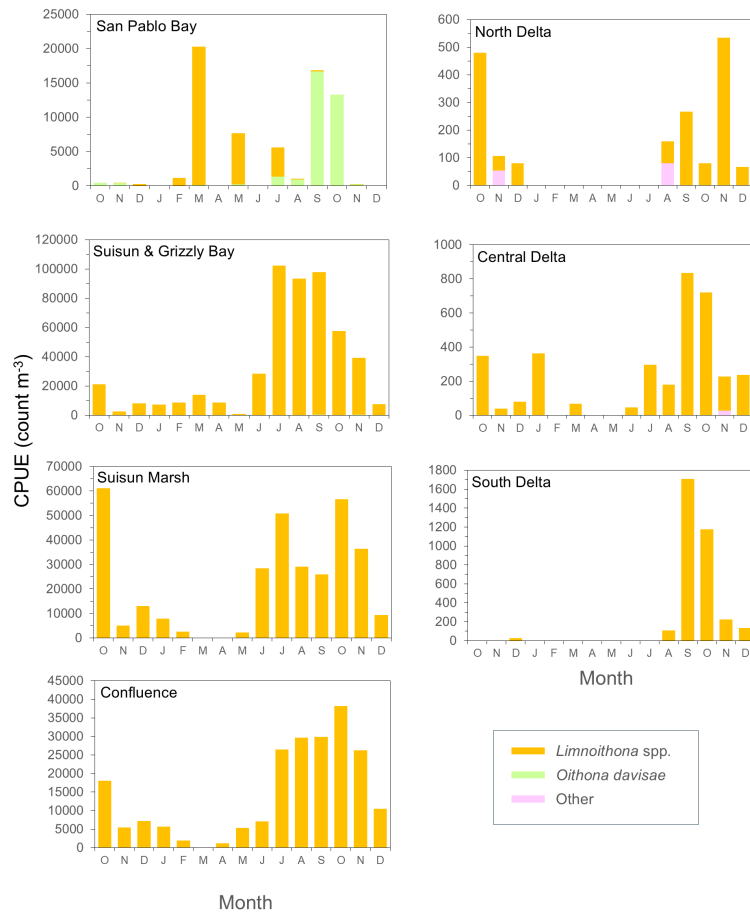 San Pablo Bay
25000
20000
15000
10000
5000
0
O N D J F M A M J J A S O N D
North Delta
600
500
400
300
200
100
0
O N D J F M A M J J A S O N D
Suisun & Grizzly Bay
120000
100000
80000
60000
40000
20000
0
O N D J F M A M J J A S O N D
Central Delta
1000
800
600
400
200
0
O N D J F M A M J J A S O N D
CPUE (count m-3)
Suisun Marsh
70000
60000
50000
40000
30000
20000
10000
0
O N D J F M A M J J A S O N D
South Delta
1800
1600
1400
1200
1000
800
600
400
200
0
O N D J F M A M J J A S O N D
Month
Confluence
45000
40000
35000
30000
25000
20000
15000
10000
5000
0
O N D J F M A M J J A S O N D
Month
Limnoithona spp.
Oithona davisae
Other